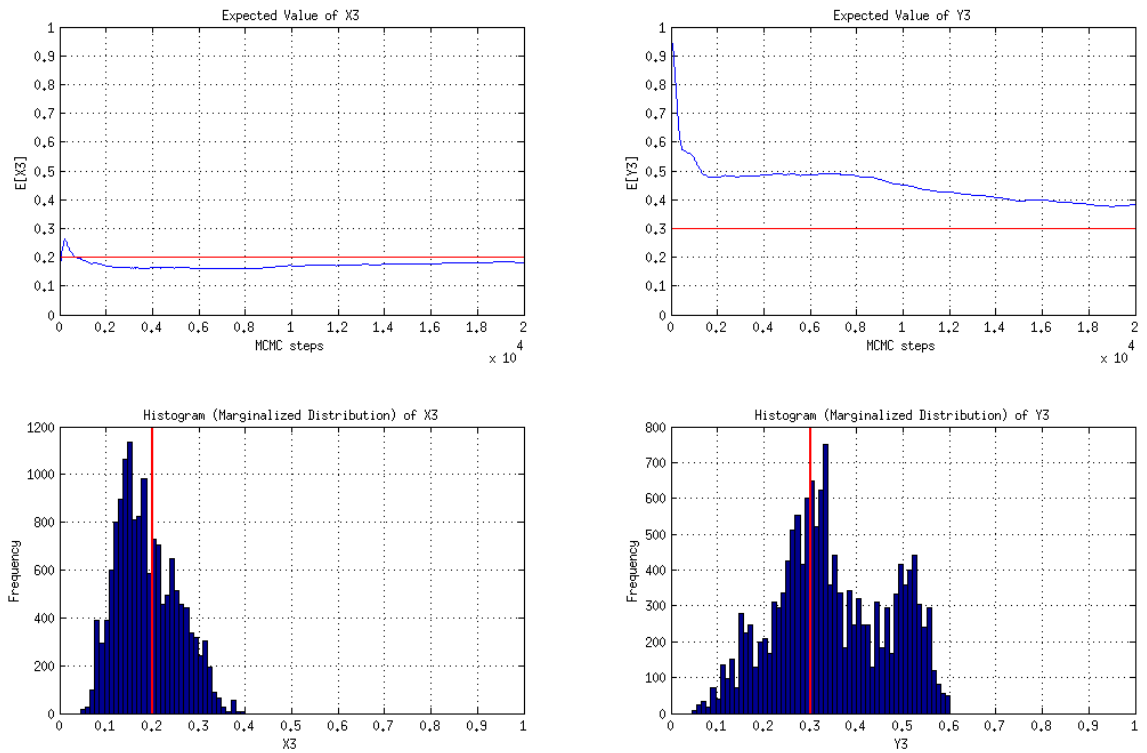 Expected Value of X3
1
0.9
0.8
0.7
0.6
0.5
0.4
0.3
0.2
0.1
0
E[X3]
0 0.2 0.4 0.6 0.8 1 1.2 1.4 1.6 1.8 2
MCMC steps
x 10 4
Expected Value of Y3
1
0.9
0.8
0.7
0.6
0.5
0.4
0.3
0.2
0.1
0
E[Y3]
0 0.2 0.4 0.6 0.8 1 1.2 1.4 1.6 1.8 2
MCMC steps
x 10 4
Histogram (Marginalized Distribution) of X3
1200
1000
800
600
400
200
0
Frequency
0 0.1 0.2 0.3 0.4 0.5 0.6 0.7 0.8 0.9 1
X3
Histogram (Marginalized Distribution) of Y3
800
700
600
500
400
300
200
100
0
Frequency
0 0.1 0.2 0.3 0.4 0.5 0.6 0.7 0.8 0.9 1
Y3